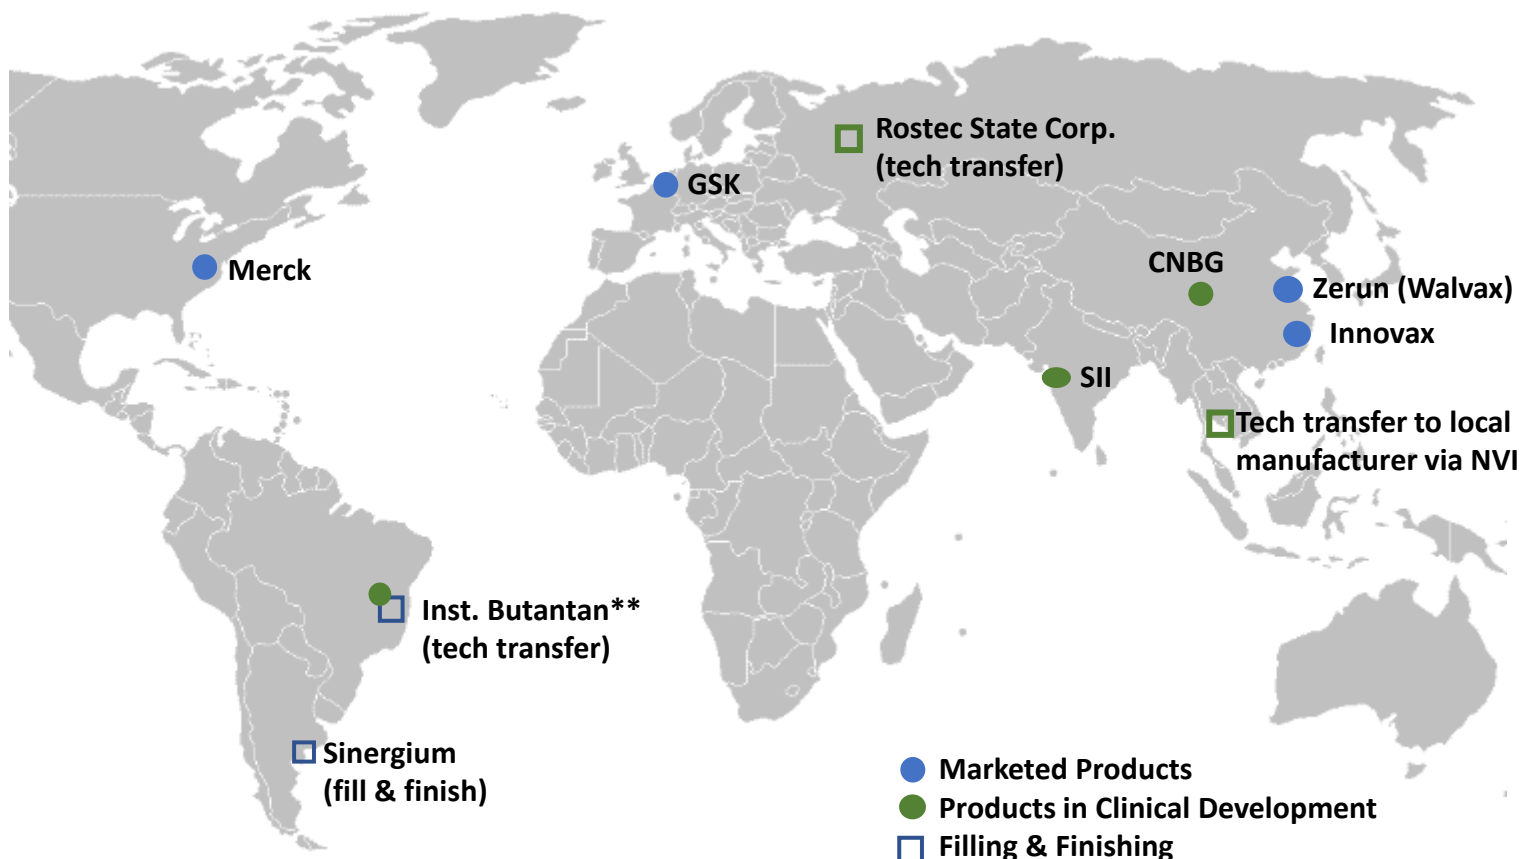 Rostec State Corp.
(tech transfer)
GSK
Merck
CNBG
Zerun (Walvax)
Innovax
SII
Tech transfer to local
manufacturer via NVI
Inst. Butantan**
(tech transfer)
Sinergium
(fill & finish)
Marketed Products
Products in Clinical Development
Filling & Finishing